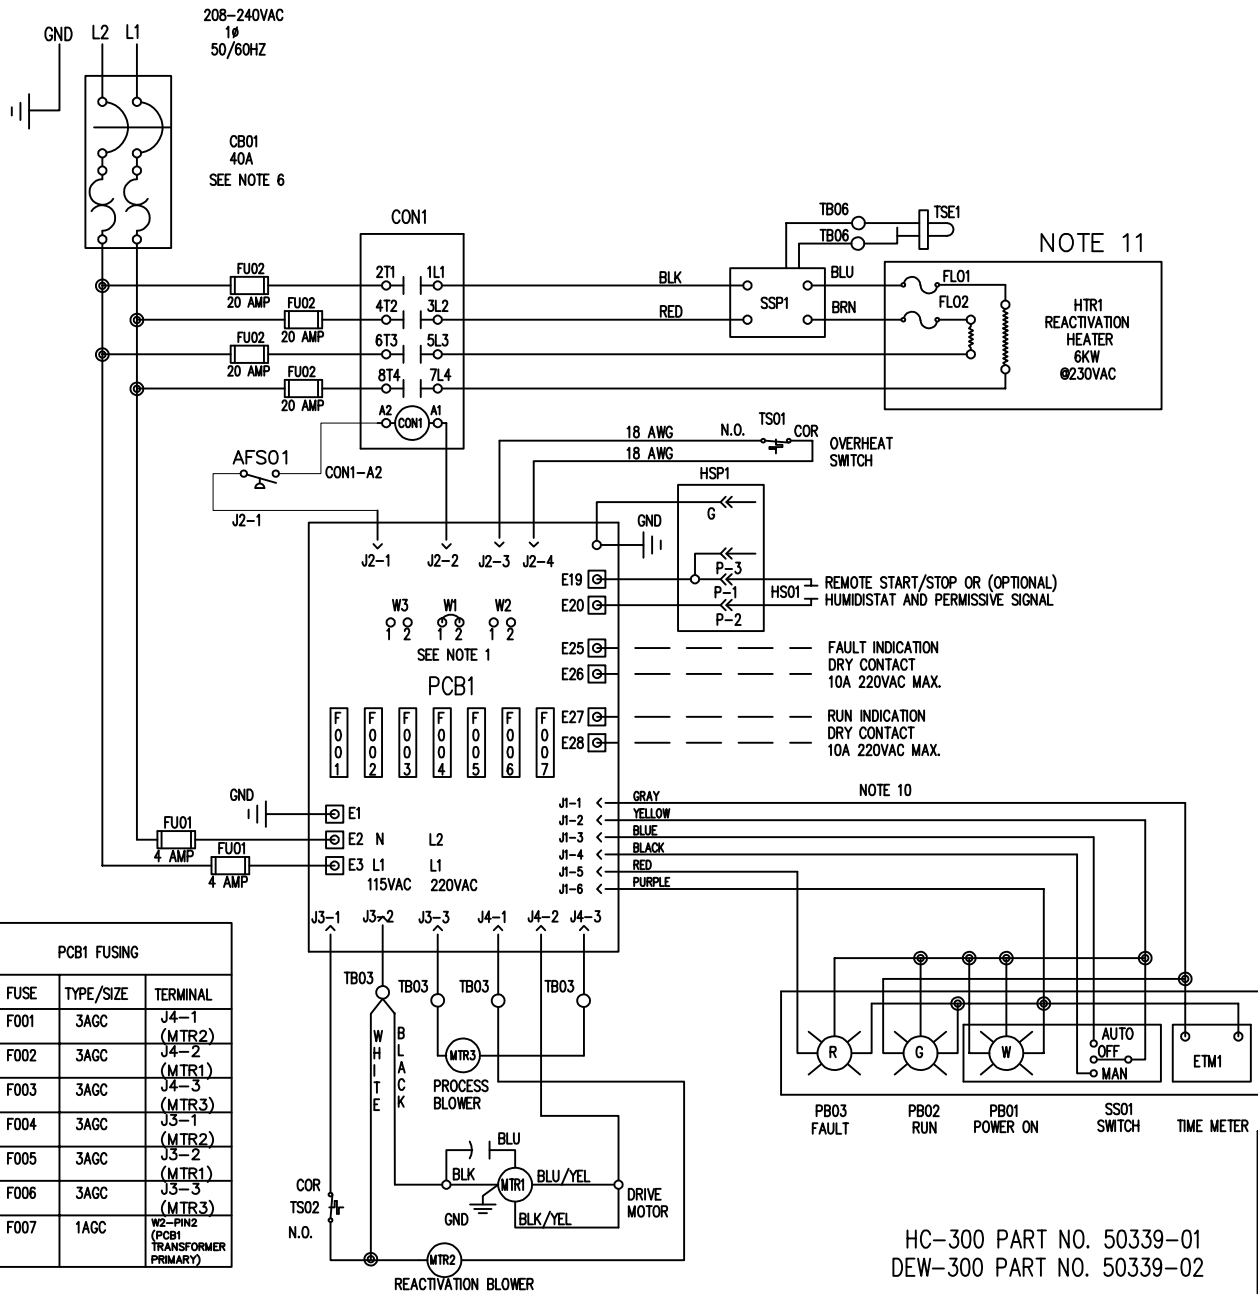 208-240VAC
1ø
50/60HZ
GND L2 L1
CB01
40A
SEE NOTE 6
CON1
FU02
20 AMP
FU02
20 AMP
FU02
20 AMP
FU02
20 AMP
2T1 1L1
4T2 3L2
6T3 5L3
8T4 7L4
A2 CON1 A1
BLK
RED
TB06
TB06
TSE1
SSP1
BLU
BRN
NOTE 11
FL01
FL02
HTR1
REACTIVATION
HEATER
6KW
@230VAC
AFS01
CON1-A2
J2-1
18 AWG
18 AWG
N.O. TS01 COR
OVERHEAT
SWITCH
HSP1
G
GND
P-3
P-1
P-2
HS01
REMOTE START/STOP OR (OPTIONAL)
HUMIDISTAT AND PERMISSIVE SIGNAL
J2-1 J2-2 J2-3 J2-4
E19
E20
W3 W1 W2
1 2 1 2 1 2
SEE NOTE 1
PCB1
E25
E26
FAULT INDICATION
DRY CONTACT
10A 220VAC MAX.
E27
E28
RUN INDICATION
DRY CONTACT
10A 220VAC MAX.
F001 F002 F003 F004 F005 F006 F007
GND
E1
E2 N L2
E3 L1 L1
115VAC 220VAC
FU01
4 AMP
FU01
4 AMP
J1-1 GRAY
J1-2 YELLOW
J1-3 BLUE
J1-4 BLACK
J1-5 RED
J1-6 PURPLE
NOTE 10
J3-1 J3-2 J3-3 J4-1 J4-2 J4-3
TB03 TB03 TB03 TB03
WHITE
BLACK
MTR3
PROCESS
BLOWER
BLU
BLK
MTR1
BLU/YEL
BLK/YEL
GND
DRIVE
MOTOR
COR
TS02
N.O.
MTR2
REACTIVATION BLOWER
R
G
W
AUTO
OFF
MAN
ETM1
PB03
FAULT
PB02
RUN
PB01
POWER ON
SS01
SWITCH
TIME METER
PCB1 FUSING
FUSE TYPE/SIZE TERMINAL
F001 3AGC J4-1
(MTR2)
F002 3AGC J4-2
(MTR1)
F003 3AGC J4-3
(MTR3)
F004 3AGC J3-1
(MTR2)
F005 3AGC J3-2
(MTR1)
F006 3AGC J3-3
(MTR3)
F007 1AGC W2-PIN2
(PCB1
TRANSFORMER
PRIMARY)
HC-300 PART NO. 50339-01
DEW-300 PART NO. 50339-02